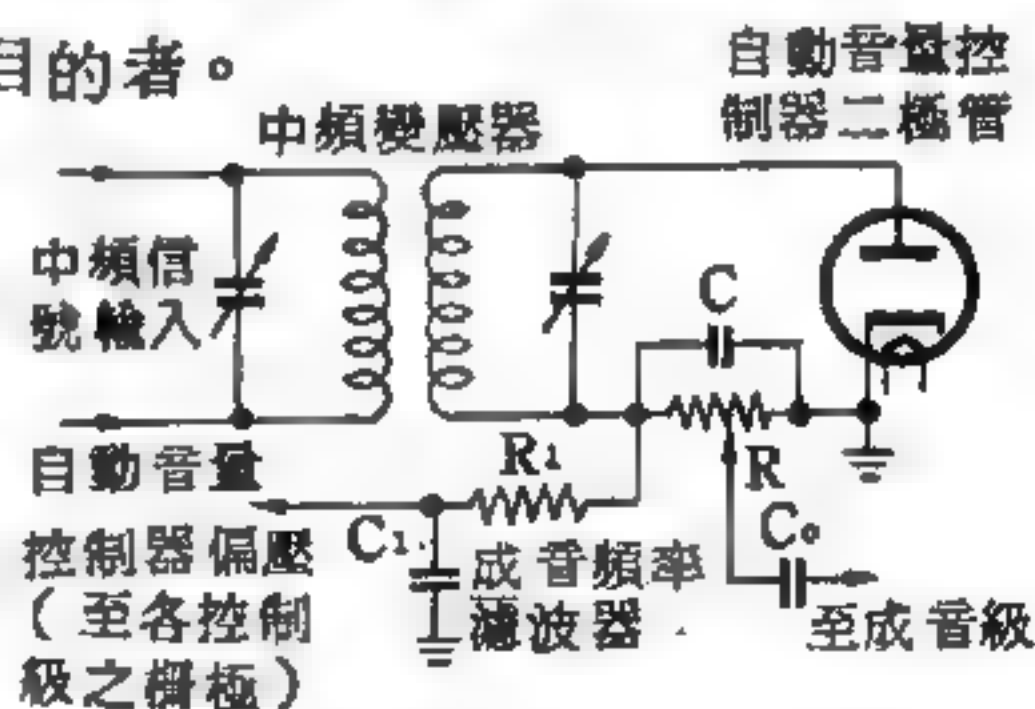 目的者。
自動音量控
制器二極管
中頻變壓器
中頻信
號輸入
C
自動音量
控制器偏壓
(至各控制
級之柵極)
R1
C1.
R
C。
成音頻率
濾波器
至成音級